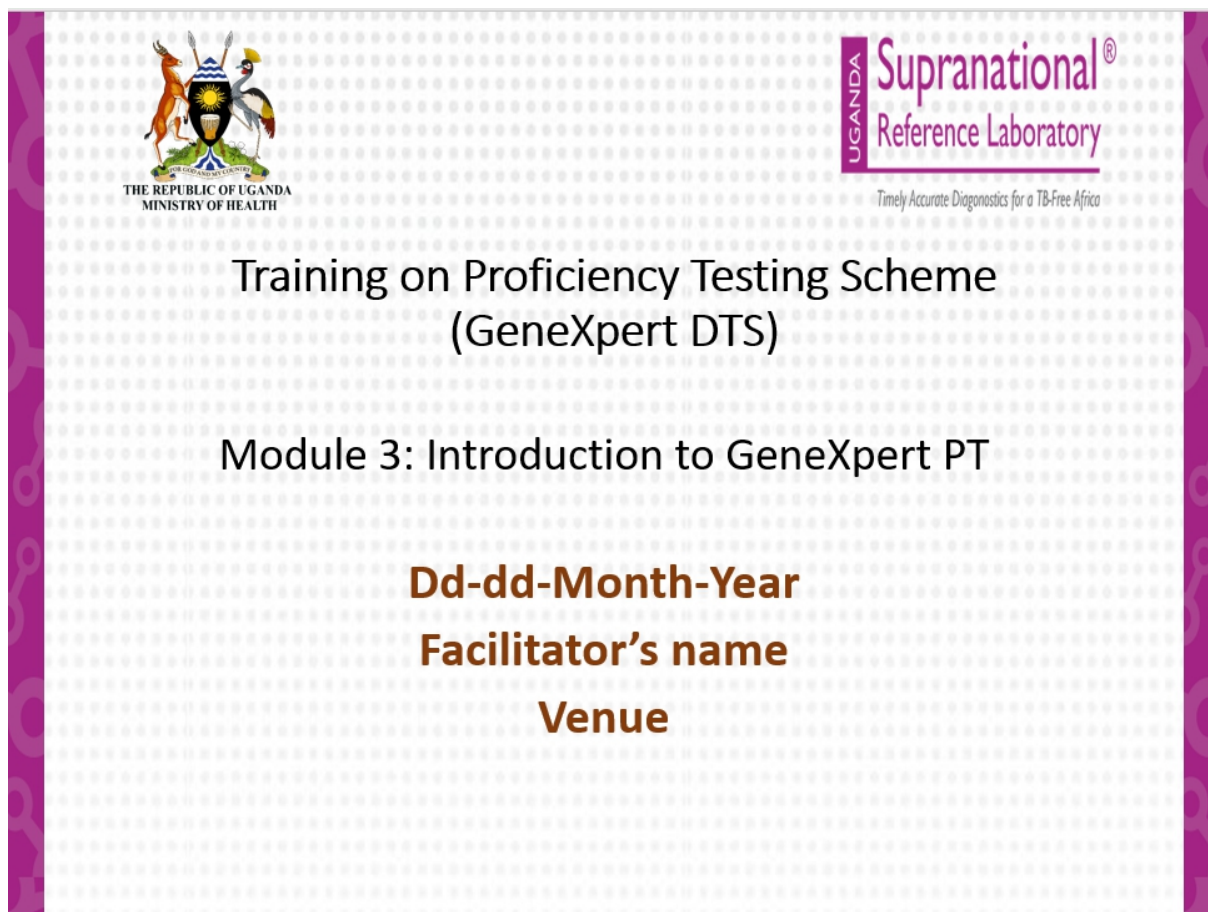 FOR GOD AND MY COUNTRY
THE REPUBLIC OF UGANDA
MINISTRY OF HEALTH
UGANDA
Supranational®
Reference Laboratory
Timely Accurate Diagonastics for a TB-Free Africa
Training on Proficiency Testing Scheme
(GeneXpert DTS)
Module 3: Introduction to GeneXpert PT
Dd-dd-Month-Year
Facilitator’s name
Venue